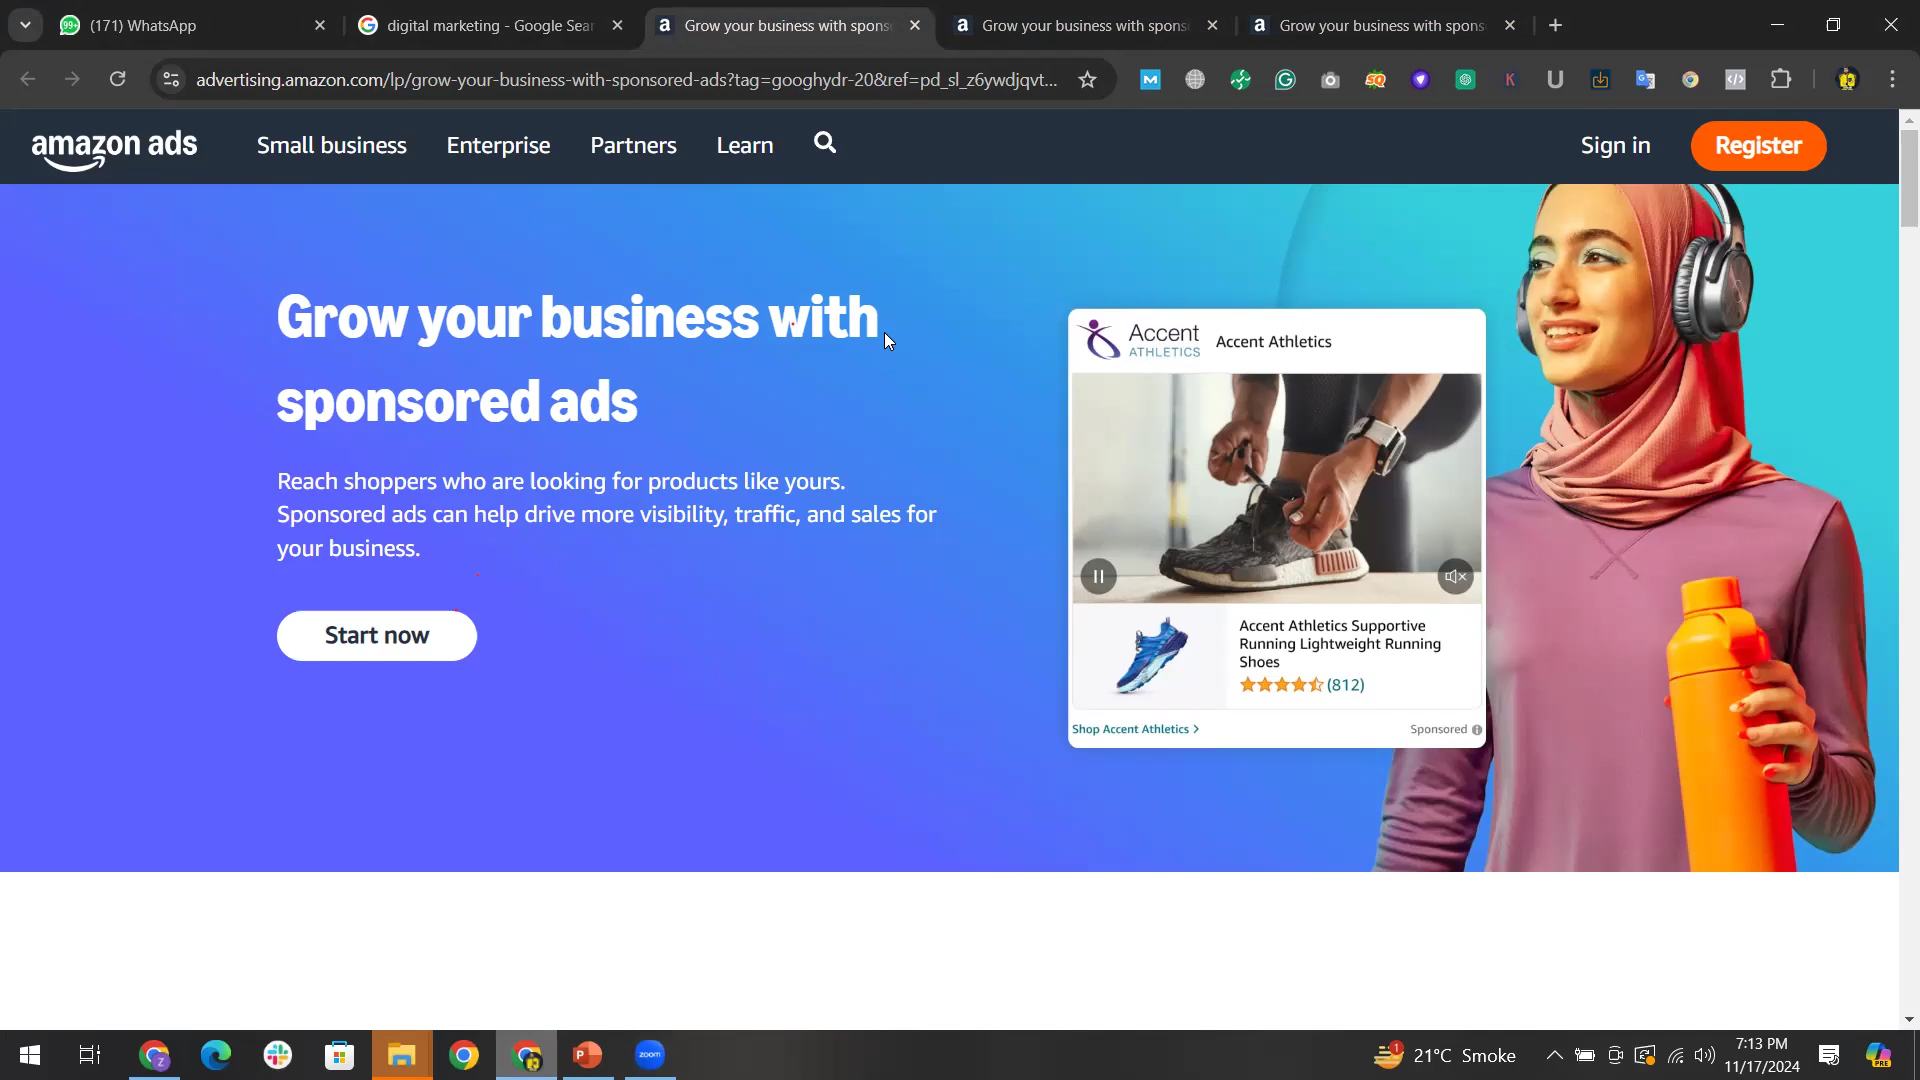 (171) WhatsApp
digital marketing - Google Sear
Grow your business with spons
Grow your business with spons
Grow your business with spons
advertising.amazon.com/lp/grow-your-business-with-sponsored-ads?tag=googhydr-20&ref=pd_sl_z6ywdjqvt...
amazon ads
Small business
Enterprise
Partners
Learn
Sign in
Register
Grow your business with
sponsored ads
Reach shoppers who are looking for products like yours.
Sponsored ads can help drive more visibility, traffic, and sales for
your business.
Start now
Accent
ATHLETICS
Accent Athletics
Accent Athletics Supportive
Running Lightweight Running
Shoes
(812)
Shop Accent Athletics >
Sponsored
21°C Smoke
7:13 PM
11/17/2024